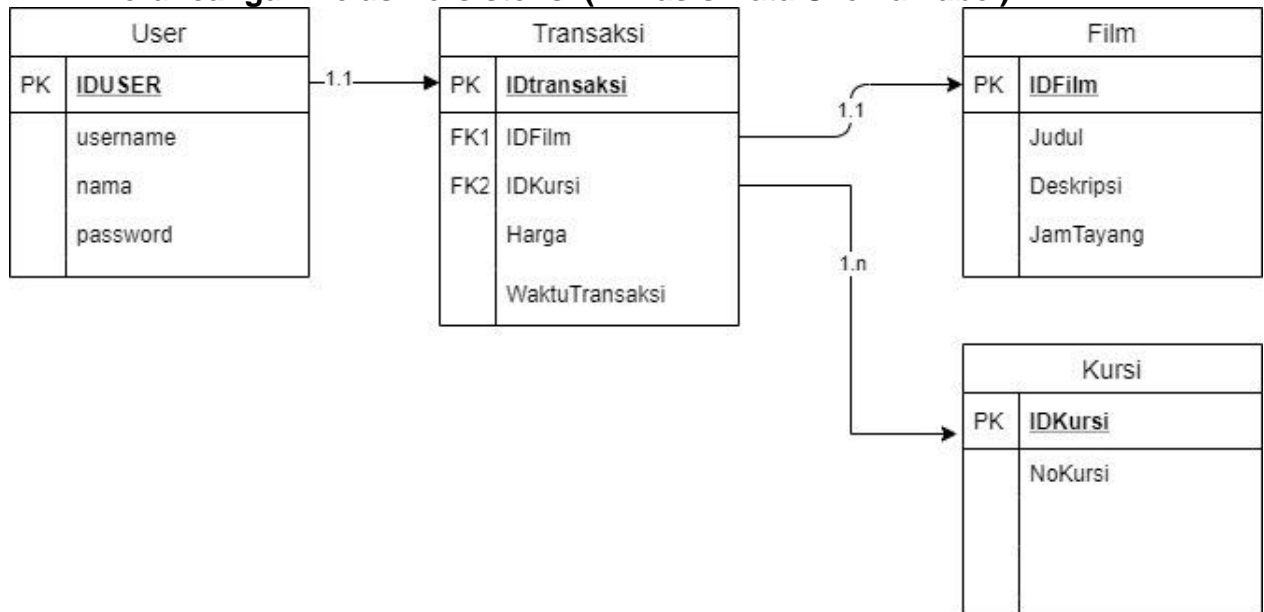 User
PK IDUSER
username
nama
password
1.1
Transaksi
PK IDtransaksi
FK1 IDFilm
FK2 IDKursi
Harga
WaktuTransaksi
1.1
1.n
Film
PK IDFilm
Judul
Deskripsi
JamTayang
Kursi
PK IDKursi
NoKursi